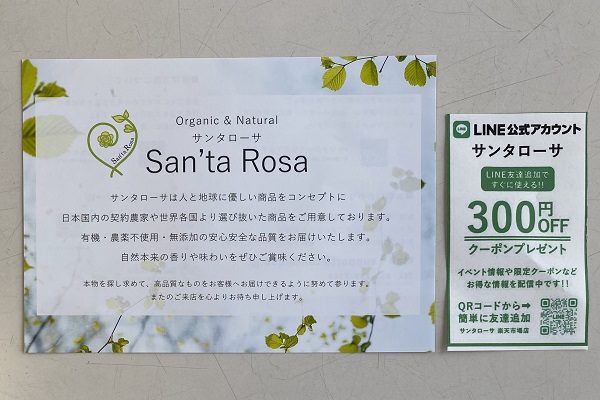 San'ta Rosa
Organic & Natural
サンタローサ
San'ta Rosa
サンタローサは人と地球に優しい商品をコンセプトに
日本国内の契約農家や世界各国より選び抜いた商品をご用意しております。
有機・農薬不使用・無添加の安心安全な品質をお届けいたします。
自然本来の香りや味わいをぜひご賞味ください。
本物を探し求めて、高品質なものをお客様へお届けできるように努めて参ります。
またのご来店を心よりお待ち申し上げます。
LINE公式アカウント
サンタローサ
LINE友達追加で
すぐに使える!!
300円OFF
クーポンプレゼント
イベント情報や限定クーポンなど
お得な情報を配信中です!!
QRコードから➡
簡単に友達追加
サンタローサ 楽天市場店
LINE